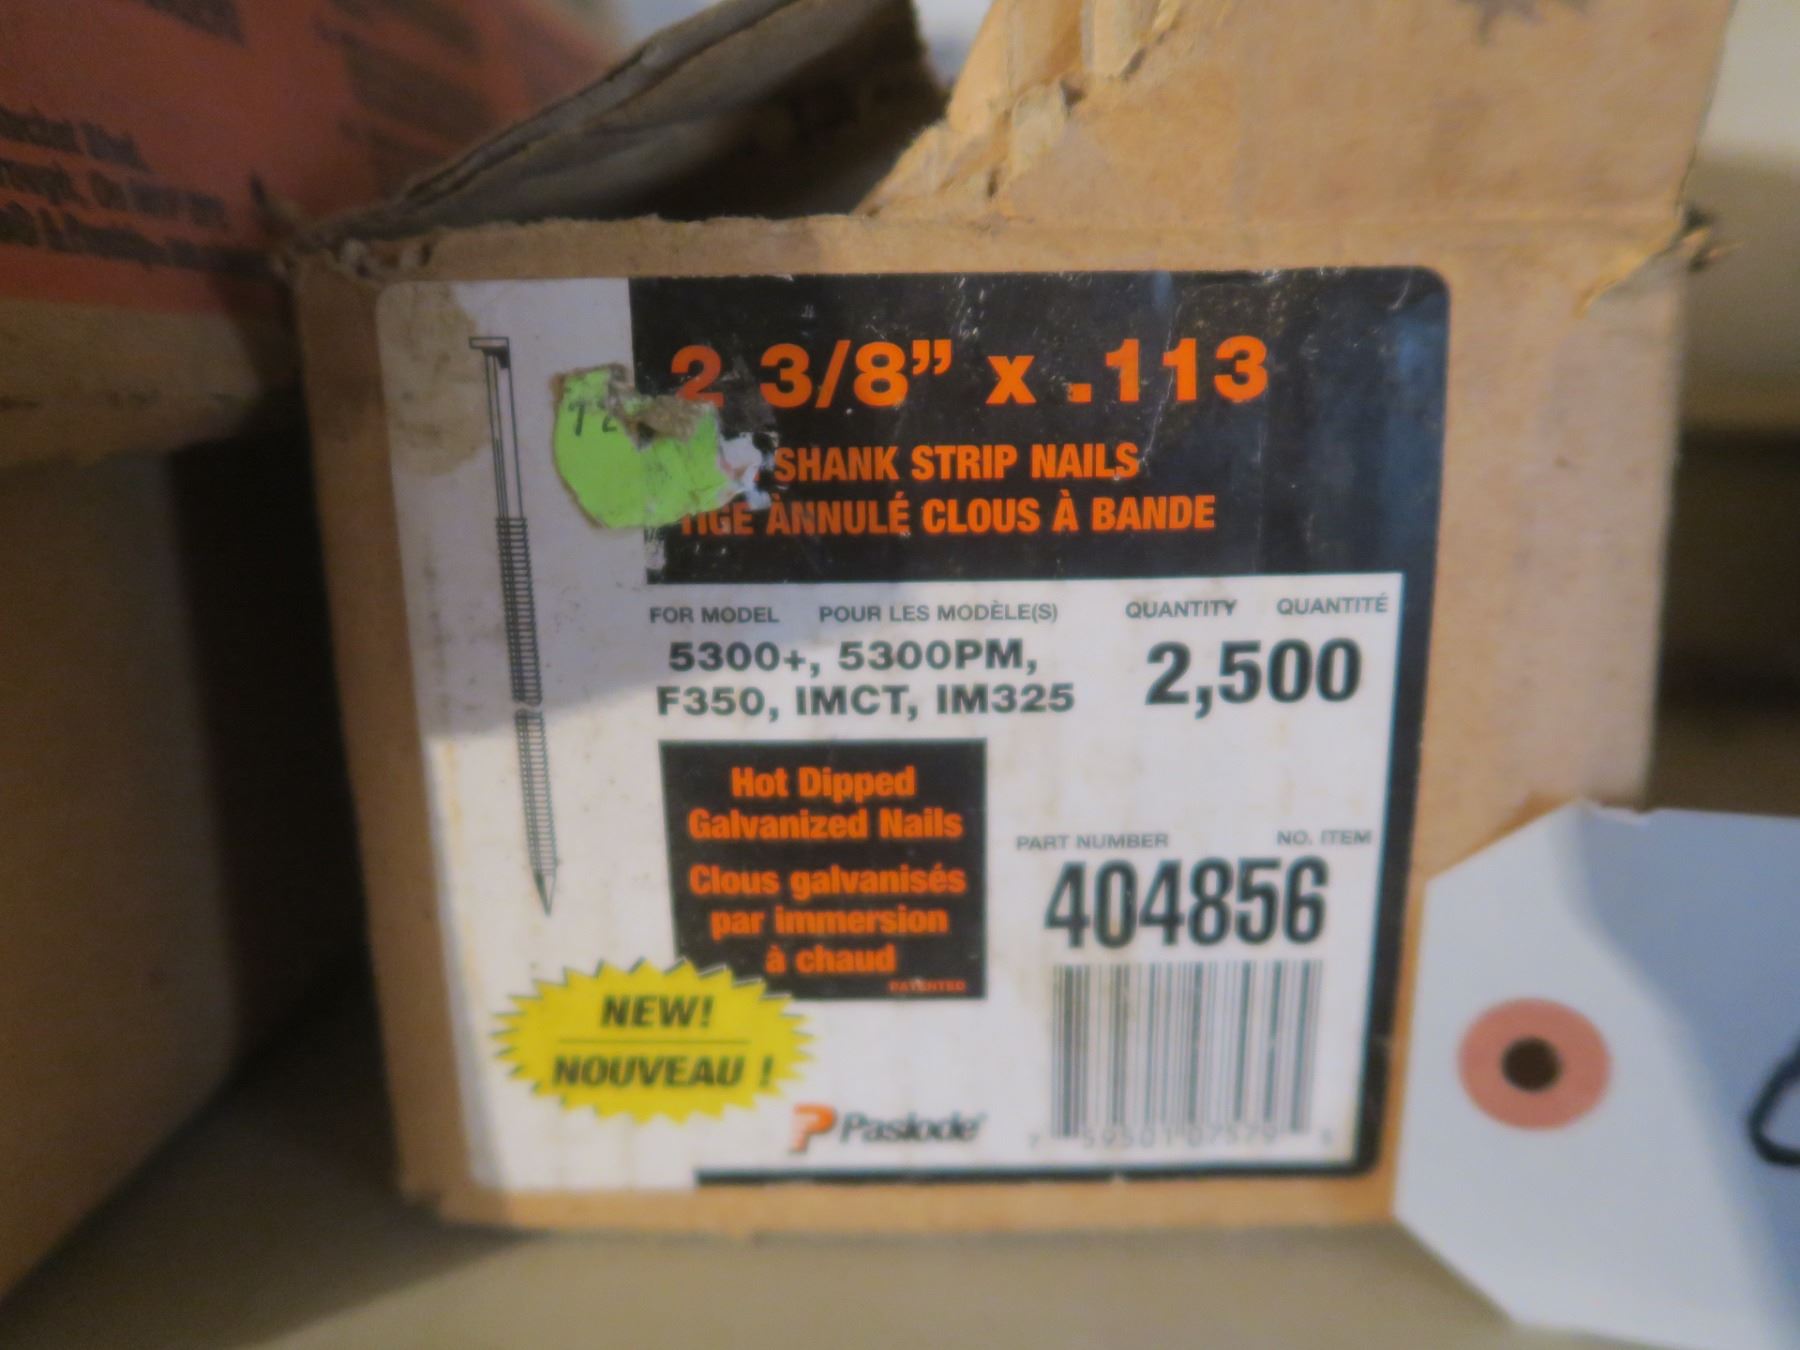 2 3/8” x .113
SHANK STRIP NAILS
TIGE ANNULÉ CLOUS À BANDE
FOR MODEL POUR LES MODÈLE(S) QUANTITY QUANTITÉ
5300+, 5300PM, 2,500
F350, IMCT, IM325
Hot Dipped
Galvanized Nails
Clous galvanisés
par immersion
à chaud
PATENTED
PART NUMBER NO. ITEM
404856
NEW!
NOUVEAU !
Paslode